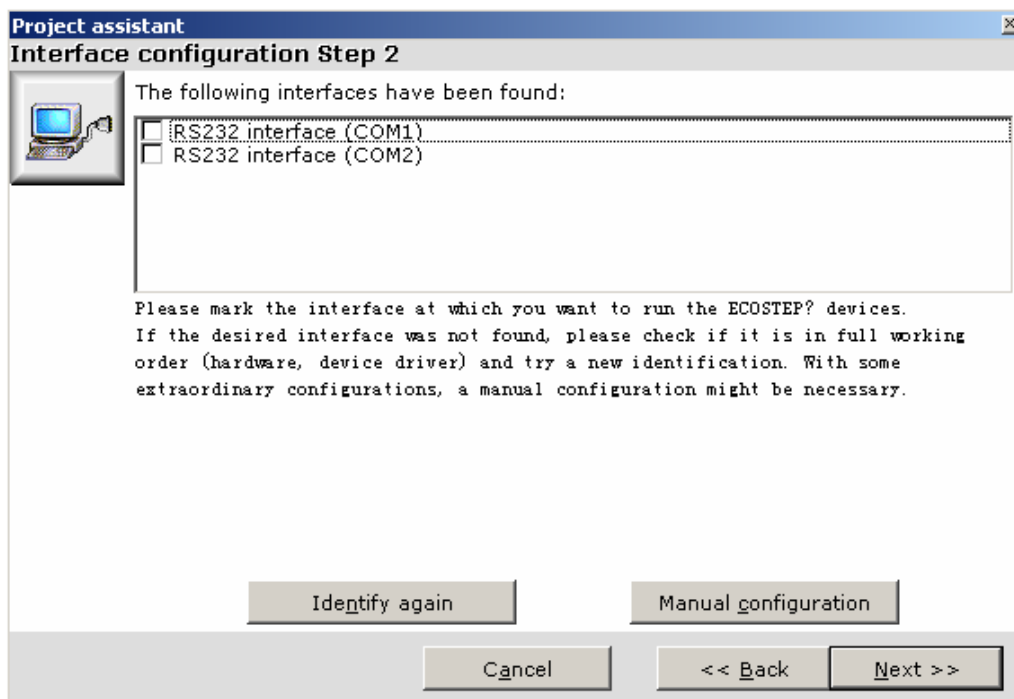 Project assistant
Interface configuration Step 2
The following interfaces have been found:
RS232 interface (COM1)
RS232 interface (COM2)
Please mark the interface at which you want to run the ECOSTEP? devices.
If the desired interface was not found, please check if it is in full working
order (hardware, device driver) and try a new identification. With some
extraordinary configurations, a manual configuration might be necessary.
Identify again
Manual configuration
Cancel
<< Back
Next >>